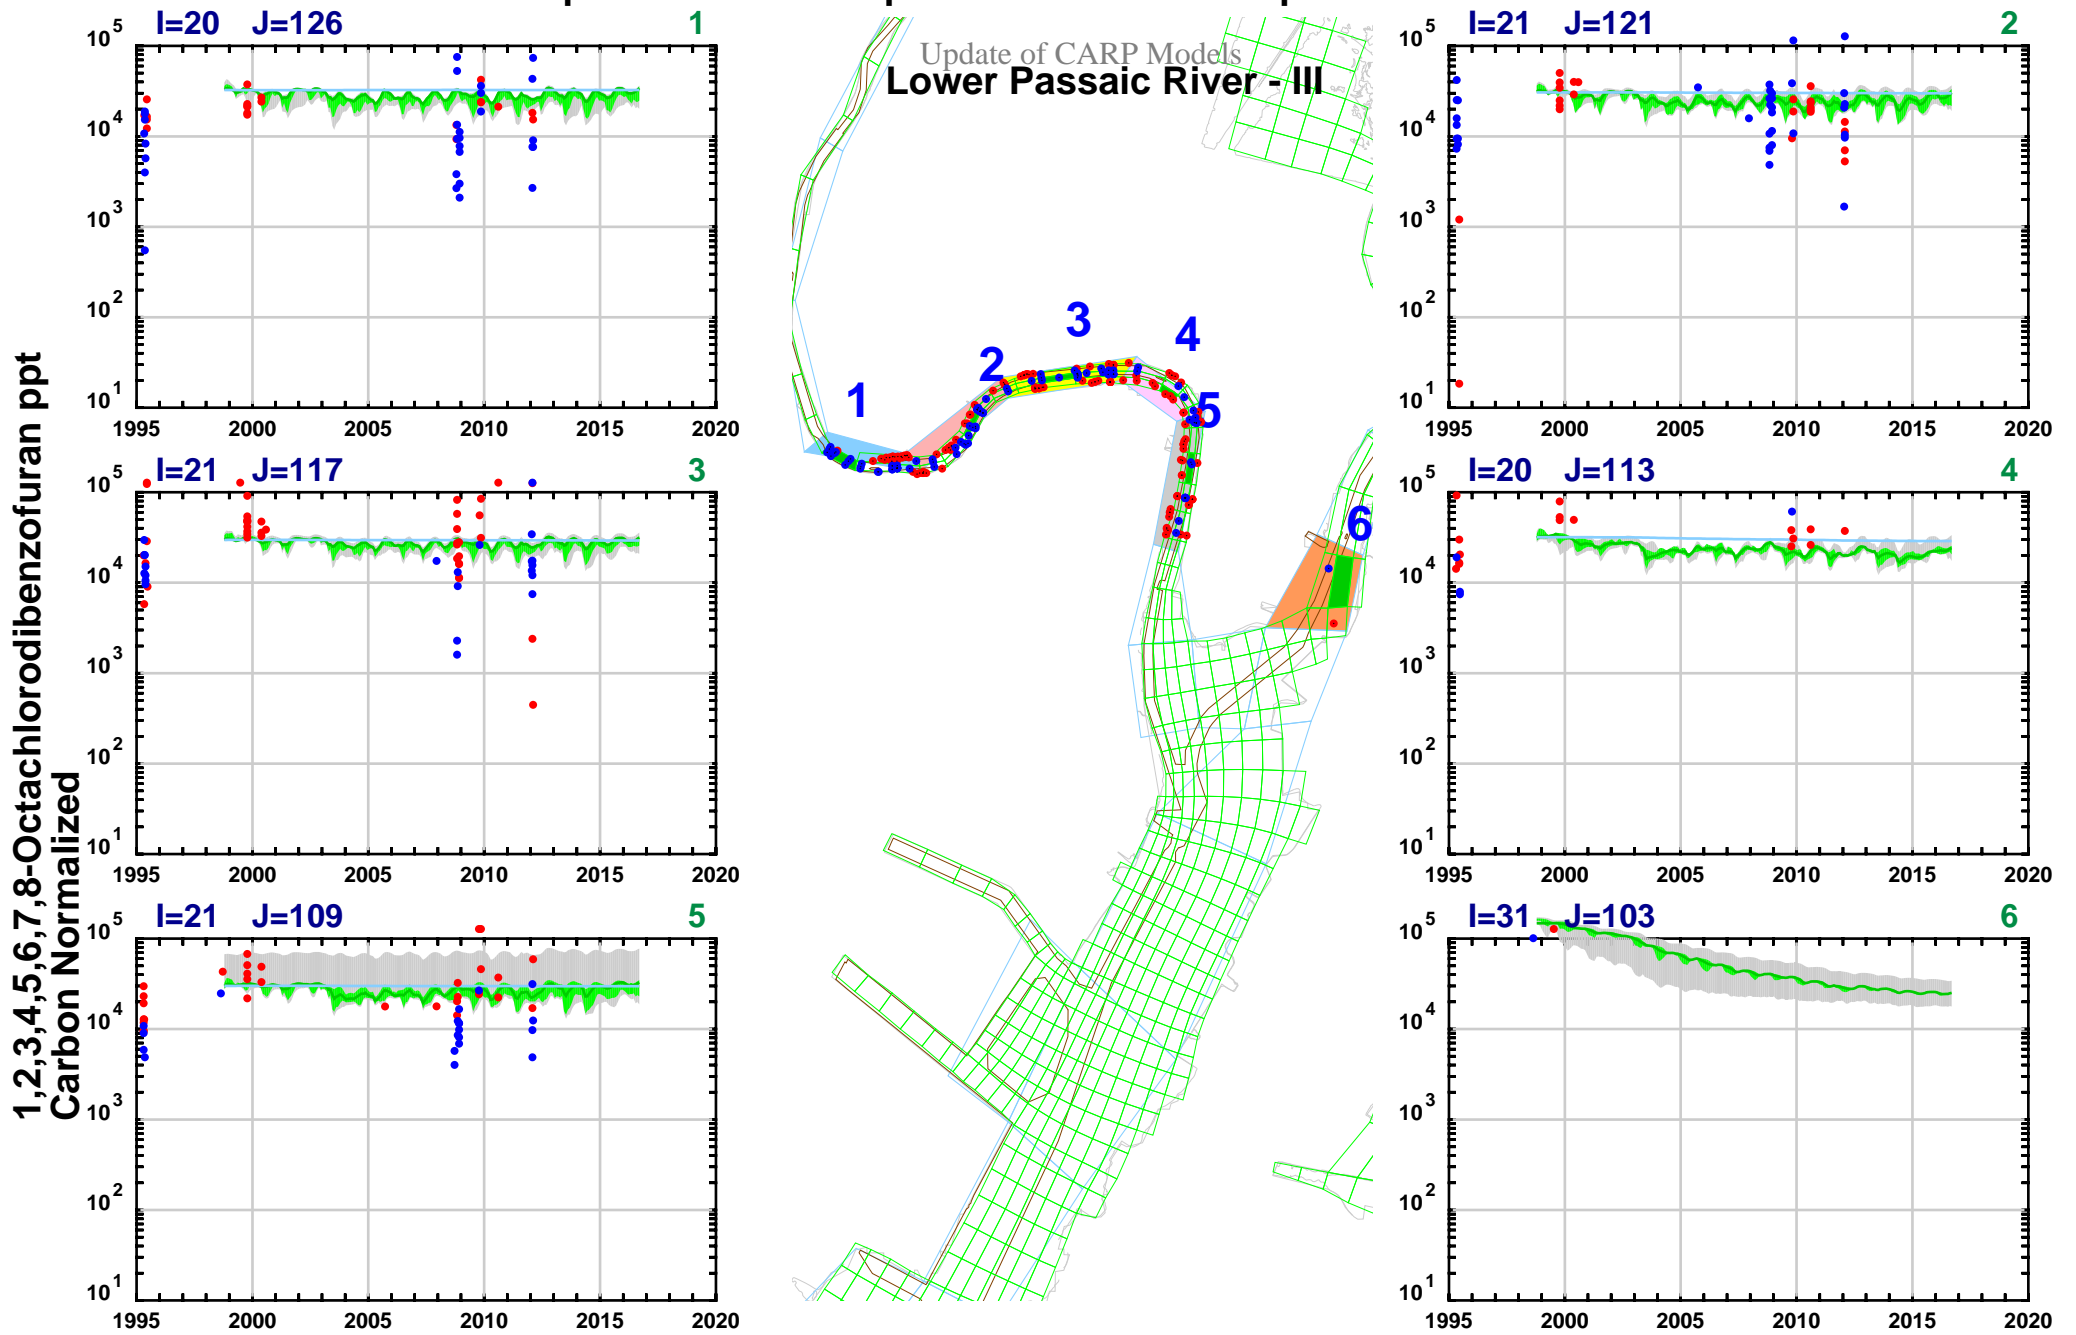 Update of CARP Models
Lower Passaic River - III
1,2,3,4,5,6,7,8-Octachlorodibenzofuran ppt
Carbon Normalized
I=20 J=126 1
10^5
10^4
10^3
10^2
10^1
1995 2000 2005 2010 2015 2020
I=21 J=121 2
10^5
10^4
10^3
10^2
10^1
1995 2000 2005 2010 2015 2020
I=21 J=117 3
10^5
10^4
10^3
10^2
10^1
1995 2000 2005 2010 2015 2020
I=20 J=113 4
10^5
10^4
10^3
10^2
10^1
1995 2000 2005 2010 2015 2020
I=21 J=109 5
10^5
10^4
10^3
10^2
10^1
1995 2000 2005 2010 2015 2020
I=31 J=103 6
10^5
10^4
10^3
10^2
10^1
1995 2000 2005 2010 2015 2020
1
2
3
4
5
6